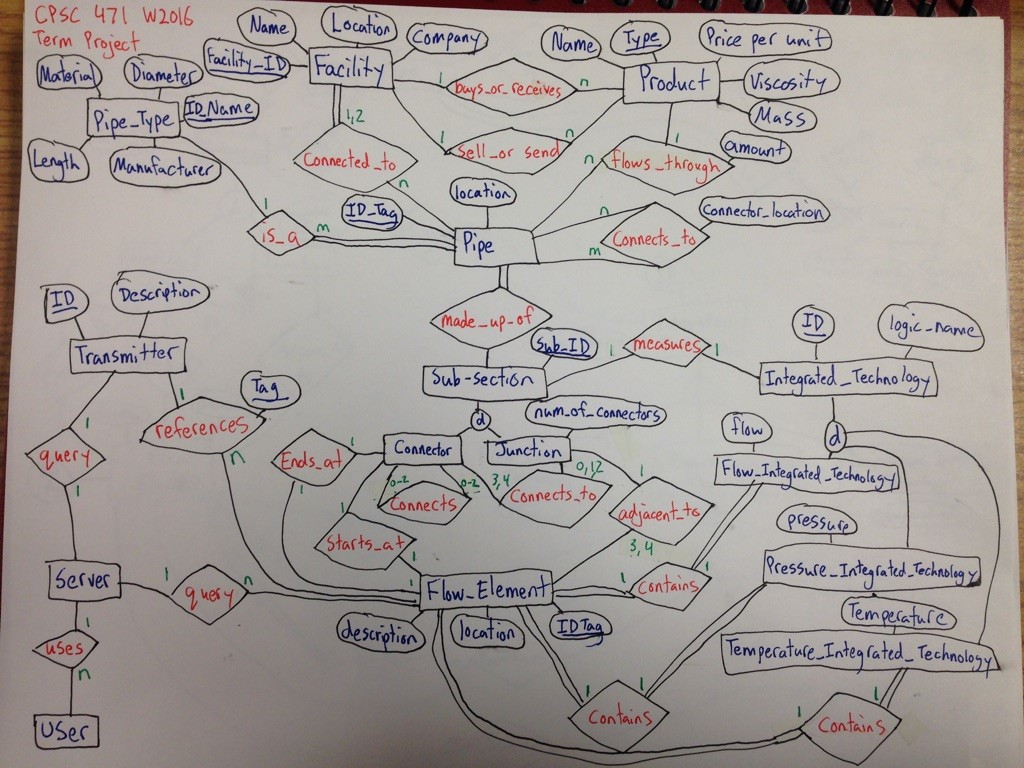 CPSC 471 W2016
Term Project
Name
Location
Company
Facility_ID
Facility
1
buys_or_receives
n
Name
Type
Price per unit
Product
Viscosity
Mass
Material
Diameter
Pipe_Type
ID_Name
Length
Manufacturer
1,2
Connected_to
n
1
sell_or send
n
n
flows_through
1
amount
1
is_a
m
ID_Tag
location
Pipe
n
Connects_to
m
Connector_location
made_up_of
ID
Description
Transmitter
Sub_ID
Sub-section
1
measures
1
ID
logic_name
Integrated_Technology
d
1
query
1
1
references
Tag
n
d
num_of_connectors
Connector
Junction
Ends_at
1
1
0-2
Connects
0-2
3,4
Connects_to
0,12
1
adjacent_to
3,4
flow
Flow_Integrated_Technology
pressure
Pressure_Integrated_Technology
Temperature
Temperature_Integrated_Technology
Starts_at
1
Server
1
query
n
Flow_Element
description
location
IDTag
1
Contains
1
1
uses
n
User
1
Contains
1
1
Contains
1